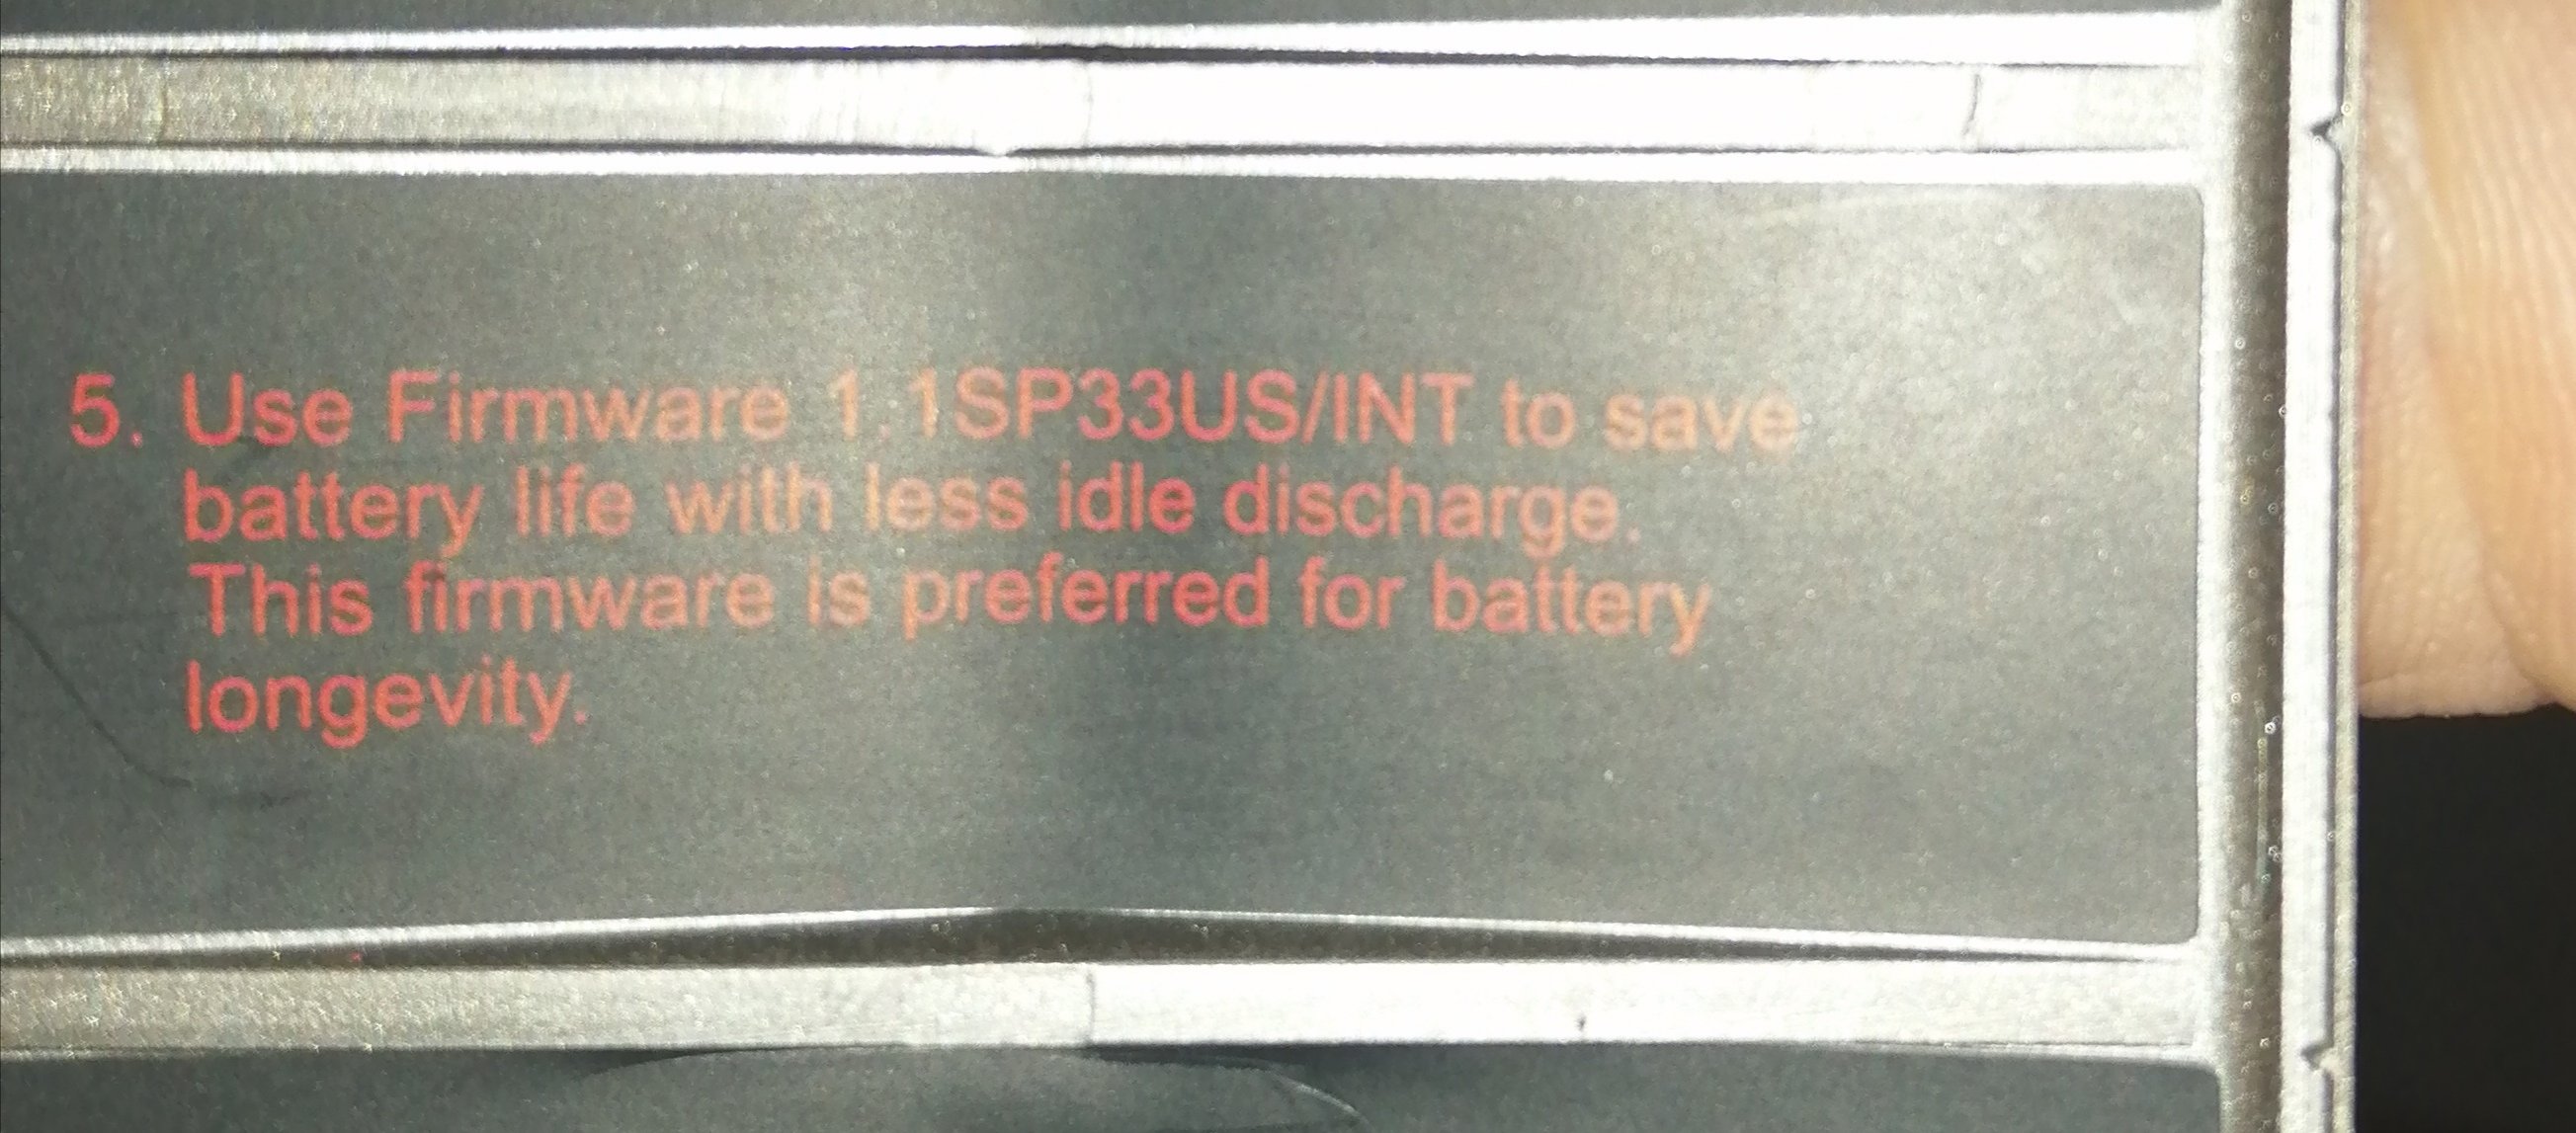 5. Use Firmware 1.1SP33US/INT to save
battery life with less idle discharge.
This firmware is preferred for battery
longevity.